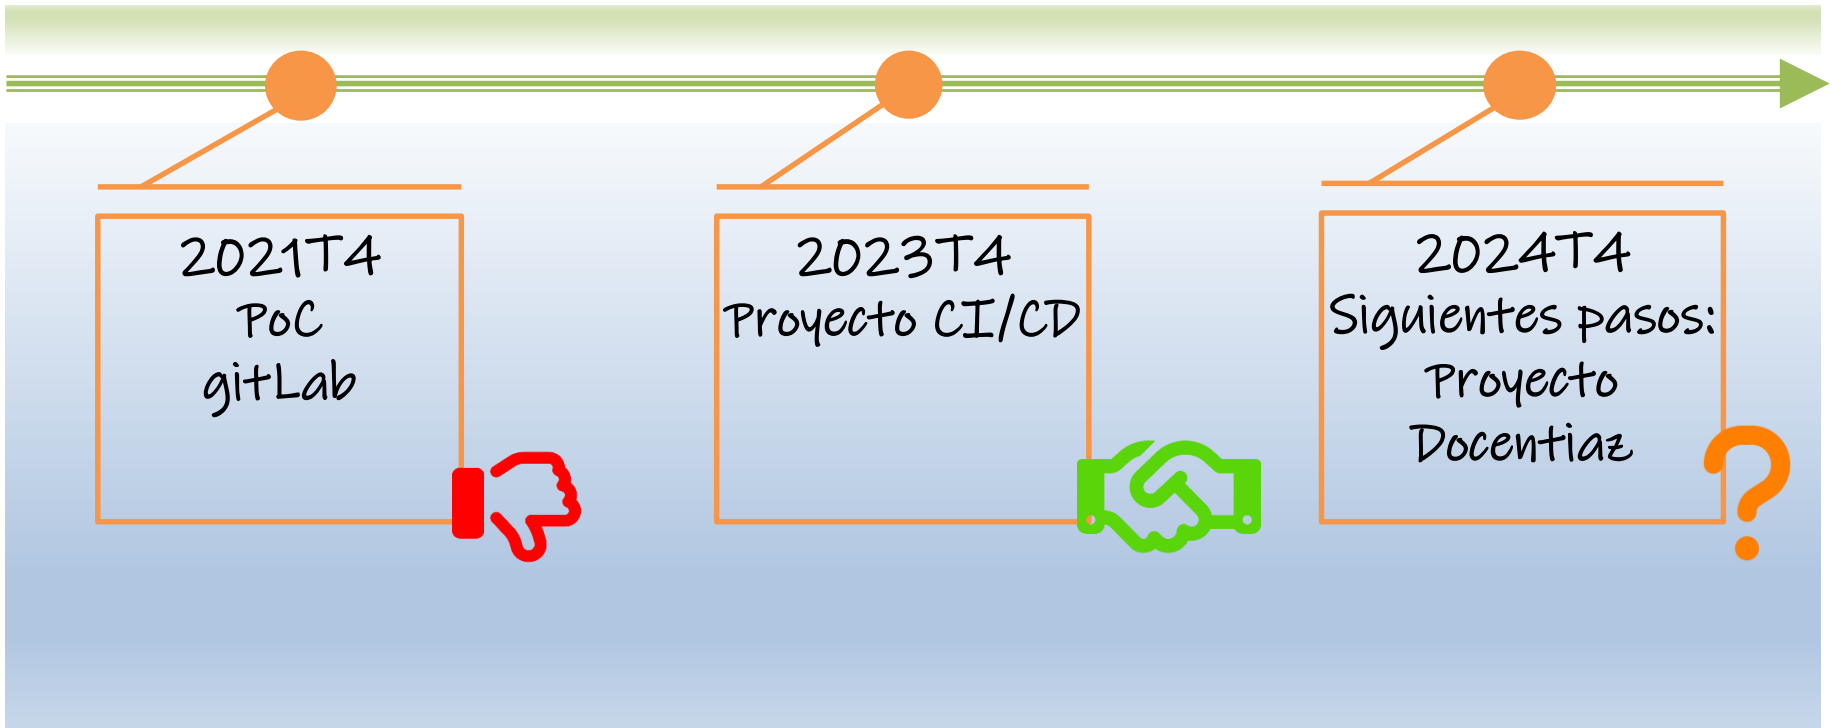 2021T4
PoC
gitLab
2023T4
Proyecto CI/CD
2024T4
Siguientes pasos:
Proyecto
Docentiaz